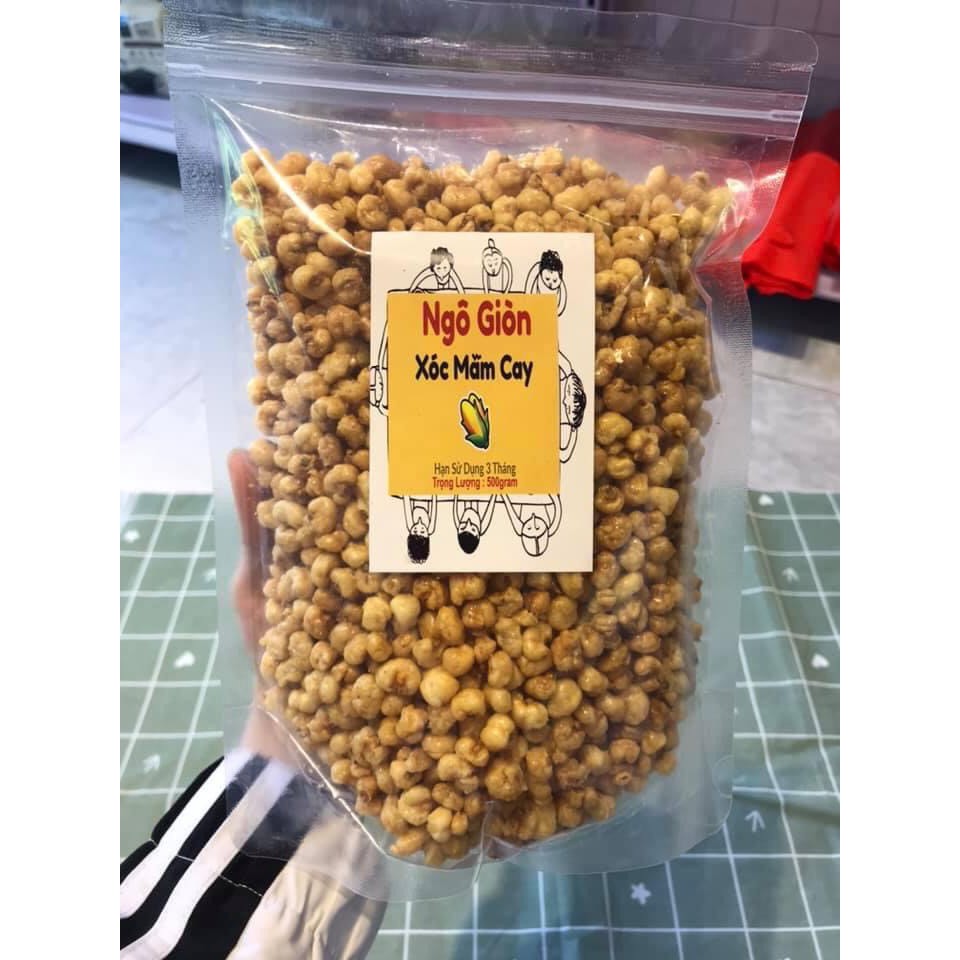 Ngô Giòn
Xóc Mắm Cay
Hạn Sử Dụng 3 Tháng
Trọng Lượng : 500gram